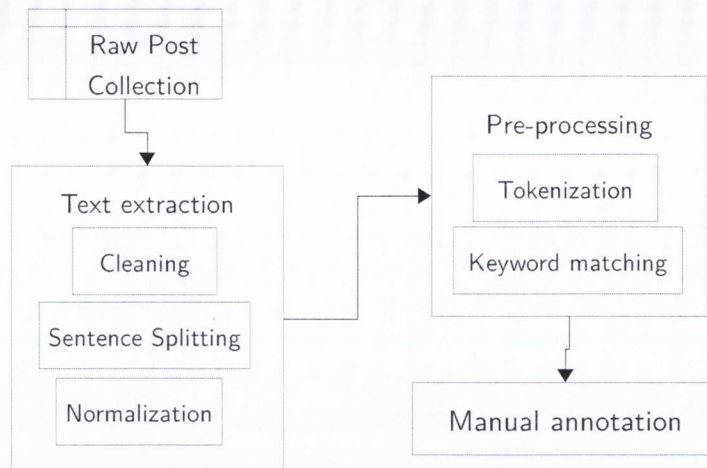 Raw Post
Collection
Text extraction
Cleaning
Sentence Splitting
Normalization
Pre-processing
Tokenization
Keyword matching
Manual annotation